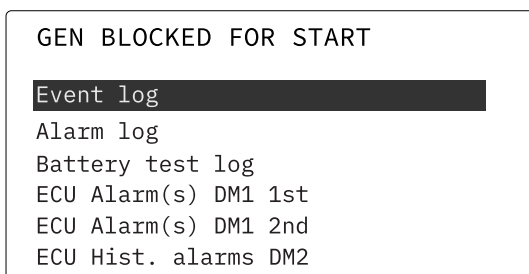 GEN BLOCKED FOR START
Event log
Alarm log
Battery test log
ECU Alarm(s) DM1 1st
ECU Alarm(s) DM1 2nd
ECU Hist. alarms DM2